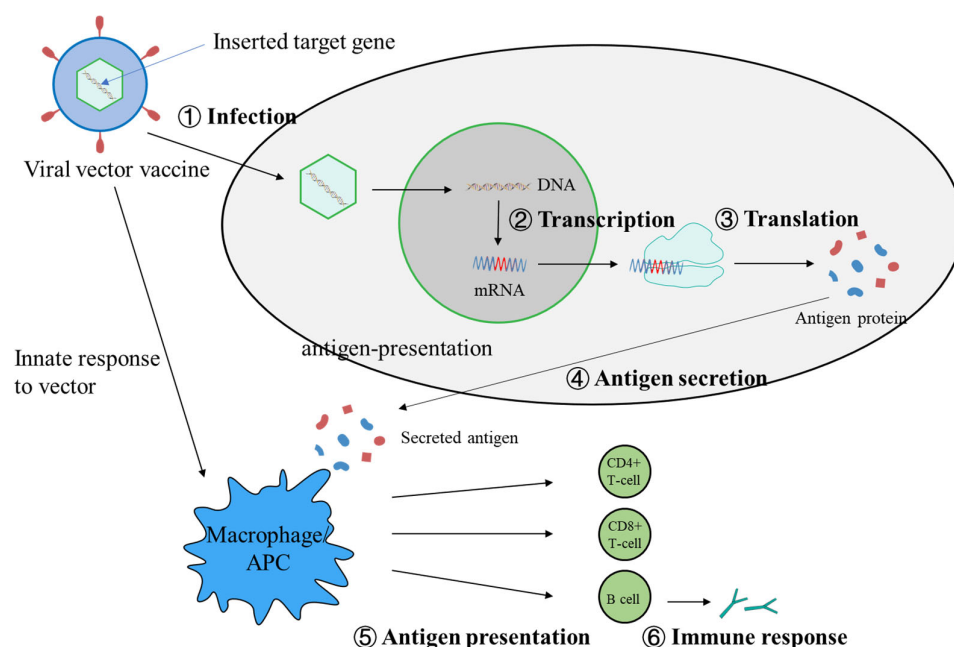 Inserted target gene
① Infection
Viral vector vaccine
DNA
② Transcription
③ Translation
mRNA
Antigen protein
antigen-presentation
Innate response
to vector
④ Antigen secretion
Secreted antigen
CD4+
T-cell
Macrophage/
APC
CD8+
T-cell
B cell
⑤ Antigen presentation
⑥ Immune response